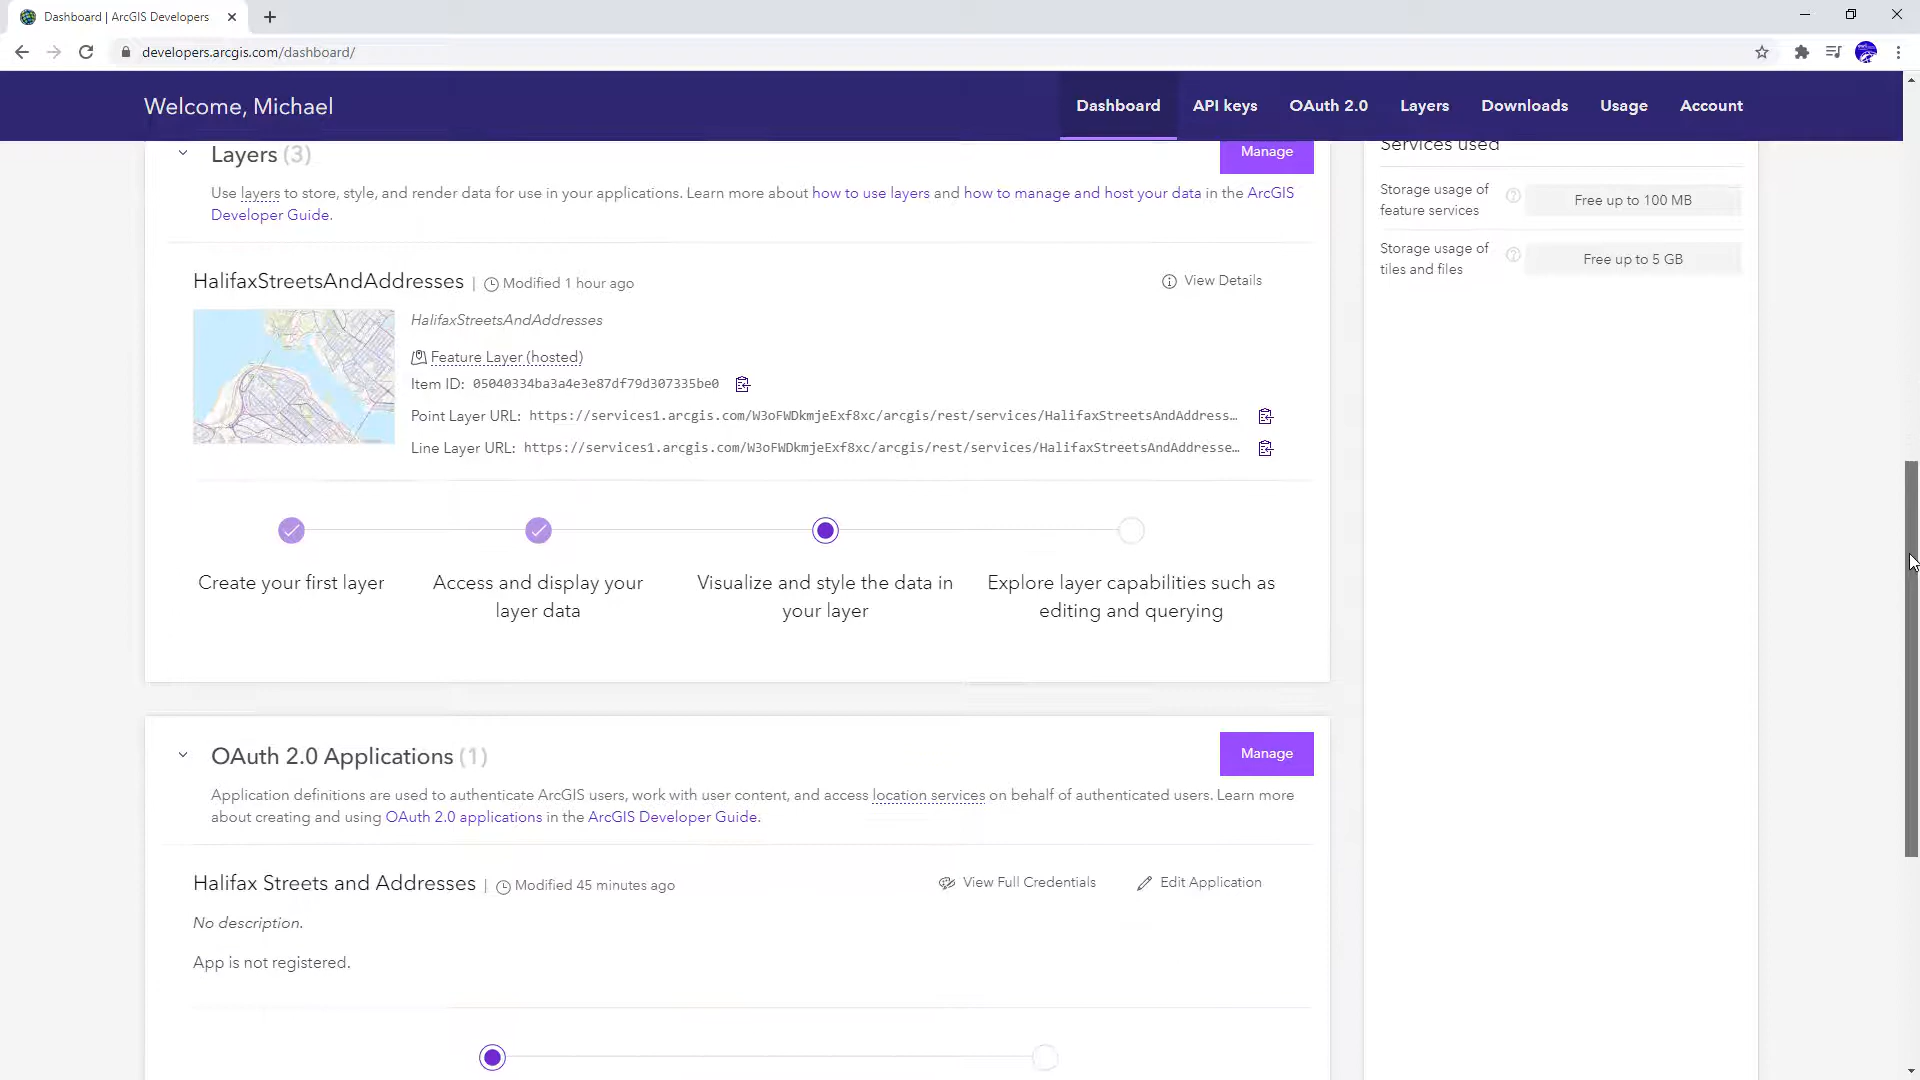 Dashboard | ArcGIS Developers
developers.arcgis.com/dashboard/
Welcome, Michael
Dashboard
API keys
OAuth 2.0
Layers
Downloads
Usage
Account
Layers (3)
Manage
Use layers to store, style, and render data for use in your applications. Learn more about how to use layers and how to manage and host your data in the ArcGIS
Developer Guide.
HalifaxStreetsAndAddresses | Modified 1 hour ago
View Details
HalifaxStreetsAndAddresses
Feature Layer (hosted)
Item ID: 05040334ba3a4e3e87df79d307335be0
Point Layer URL: https://services1.arcgis.com/W3oFWDkmjeExf8xc/arcgis/rest/services/HalifaxStreetsAndAddress…
Line Layer URL: https://services1.arcgis.com/W3oFWDkmjeExf8xc/arcgis/rest/services/HalifaxStreetsAndAddresse…
Create your first layer
Access and display your
layer data
Visualize and style the data in
your layer
Explore layer capabilities such as
editing and querying
OAuth 2.0 Applications (1)
Manage
Application definitions are used to authenticate ArcGIS users, work with user content, and access location services on behalf of authenticated users. Learn more
about creating and using OAuth 2.0 applications in the ArcGIS Developer Guide.
Halifax Streets and Addresses | Modified 45 minutes ago
View Full Credentials
Edit Application
No description.
App is not registered.
Services used
Storage usage of
feature services
Free up to 100 MB
Storage usage of
tiles and files
Free up to 5 GB